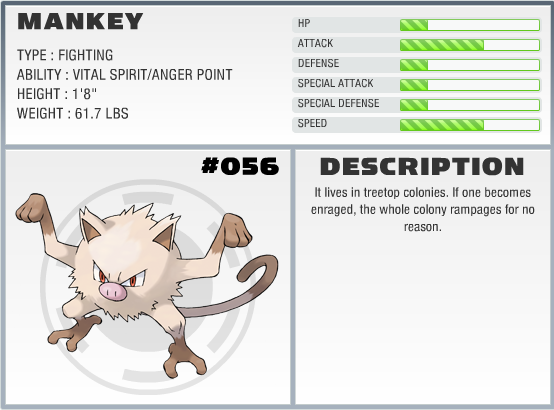 MANKEY
TYPE : FIGHTING
ABILITY : VITAL SPIRIT/ANGER POINT
HEIGHT : 1'8"
WEIGHT : 61.7 LBS
HP
ATTACK
DEFENSE
SPECIAL ATTACK
SPECIAL DEFENSE
SPEED
#056
DESCRIPTION
It lives in treetop colonies. If one becomes
enraged, the whole colony rampages for no
reason.